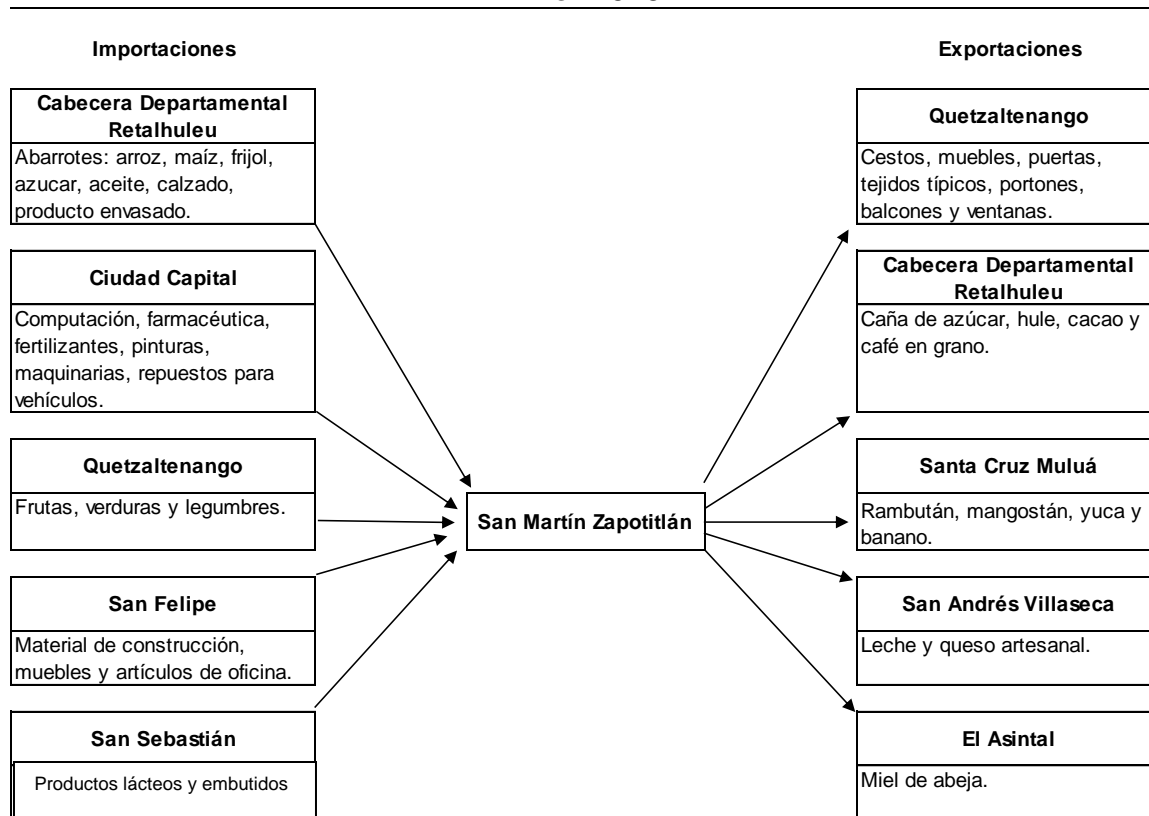 Importaciones
Exportaciones
Cabecera Departamental
Retalhuleu
Abarrotes: arroz, maíz, frijol,
azucar, aceite, calzado,
producto envasado.
Ciudad Capital
Computación, farmacéutica,
fertilizantes, pinturas,
maquinarias, repuestos para
vehículos.
Quetzaltenango
Frutas, verduras y legumbres.
San Felipe
Material de construcción,
muebles y artículos de oficina.
San Sebastián
Productos lácteos y embutidos
San Martín Zapotitlán
Quetzaltenango
Cestos, muebles, puertas,
tejidos típicos, portones,
balcones y ventanas.
Cabecera Departamental
Retalhuleu
Caña de azúcar, hule, cacao y
café en grano.
Santa Cruz Muluá
Rambután, mangostán, yuca y
banano.
San Andrés Villaseca
Leche y queso artesanal.
El Asintal
Miel de abeja.